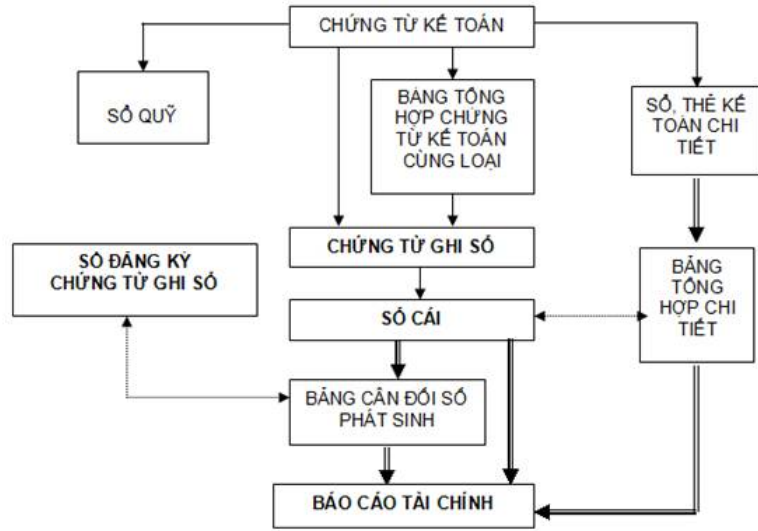 CHỨNG TỪ KẾ TOÁN
SỔ QUỸ
BẢNG TỔNG
HỢP CHỨNG
TỪ KẾ TOÁN
CÙNG LOẠI
SỔ, THẺ KẾ
TOÁN CHI
TIẾT
CHỨNG TỪ GHI SỔ
SỔ ĐĂNG KÝ
CHỨNG TỪ GHI SỔ
BẢNG
TỔNG
HỢP CHI
TIẾT
SỔ CÁI
BẢNG CÂN ĐỐI SỐ
PHÁT SINH
BÁO CÁO TÀI CHÍNH